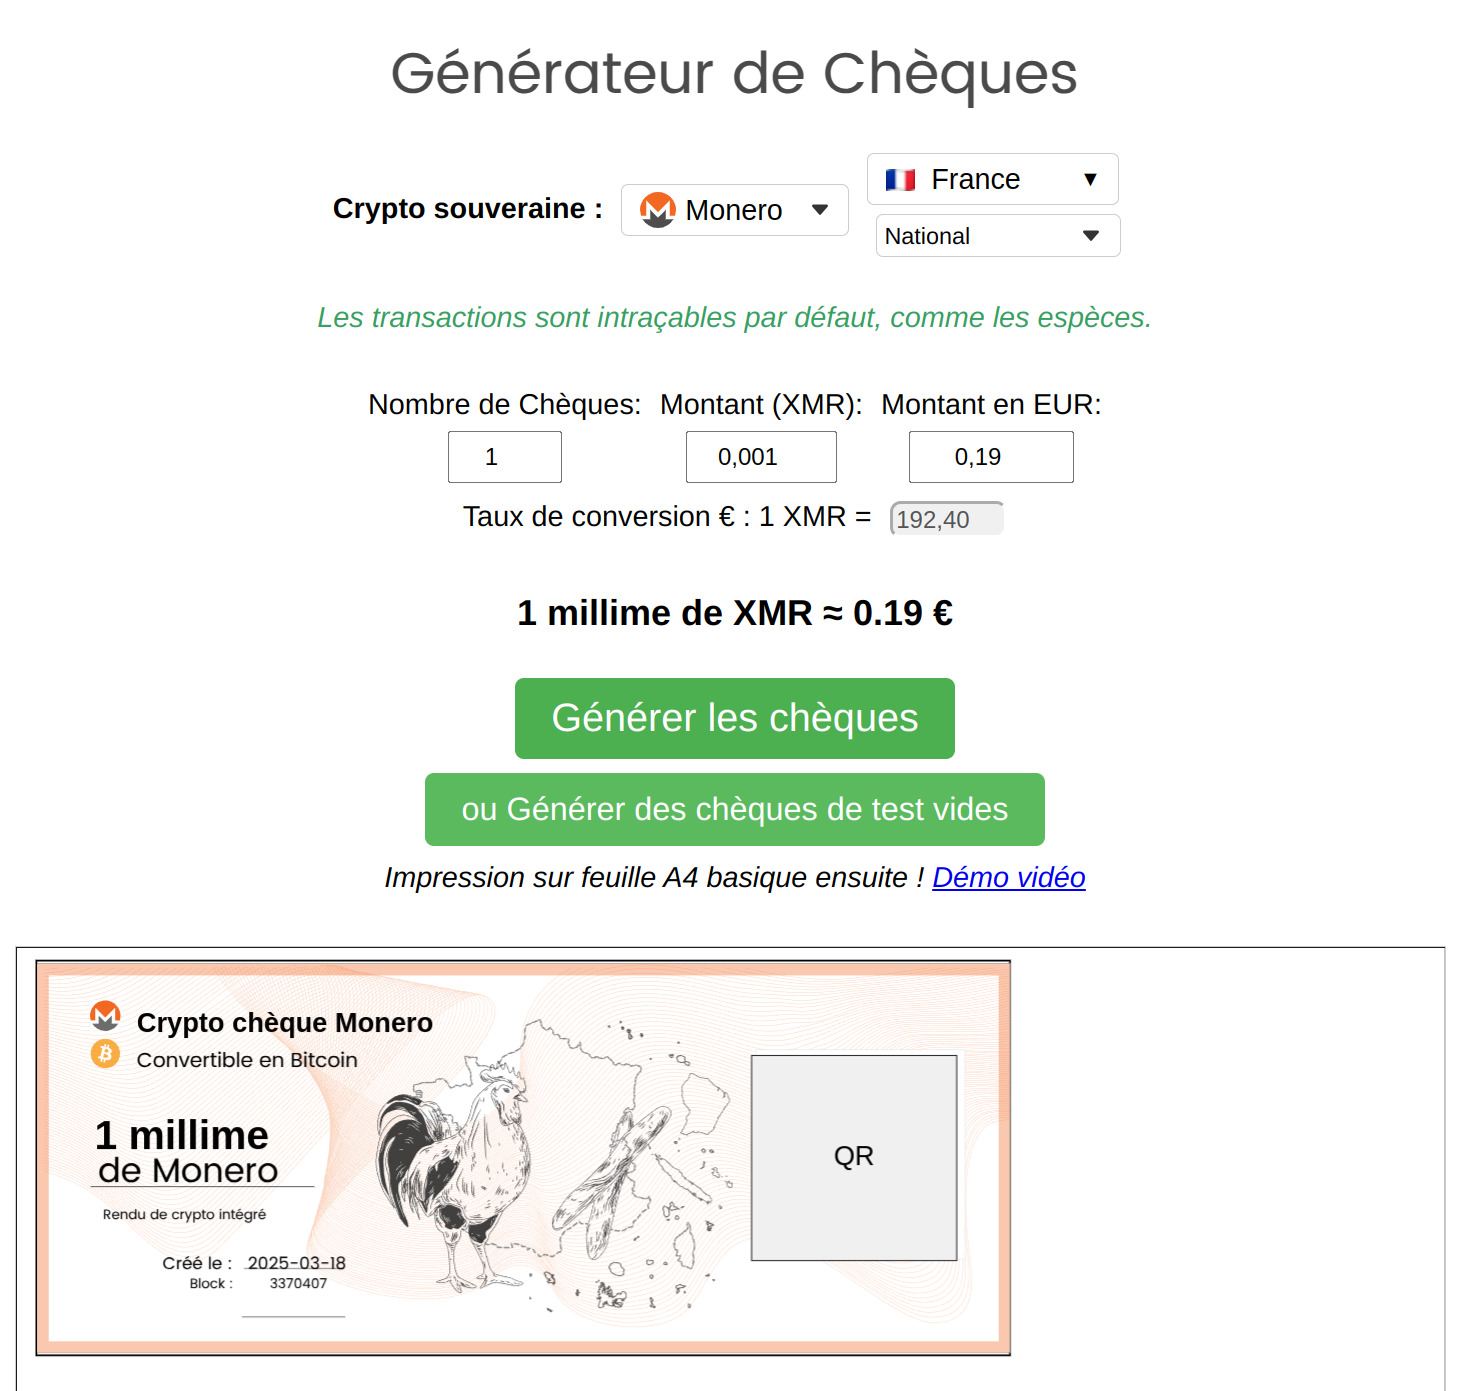 Générateur de Chèques
Crypto souveraine :
Monero
France
National
Les transactions sont intraçables par défaut, comme les espèces.
Nombre de Chèques: Montant (XMR): Montant en EUR:
1 0,001 0,19
Taux de conversion € : 1 XMR = 192,40
1 millime de XMR ≈ 0.19 €
Générer les chèques
ou Générer des chèques de test vides
Impression sur feuille A4 basique ensuite ! Démo vidéo
Crypto chèque Monero
Convertible en Bitcoin
1 millime
de Monero
Rendu de crypto intégré
Créé le : 2025-03-18
Block : 3370407
QR